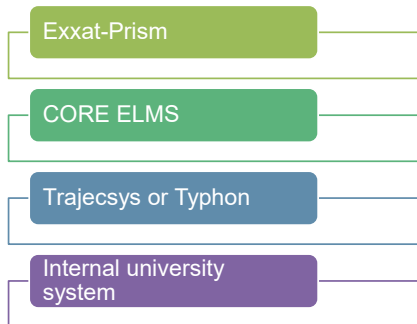 Exxat-Prism
CORE ELMS
Trajecsys or Typhon
Internal university
system